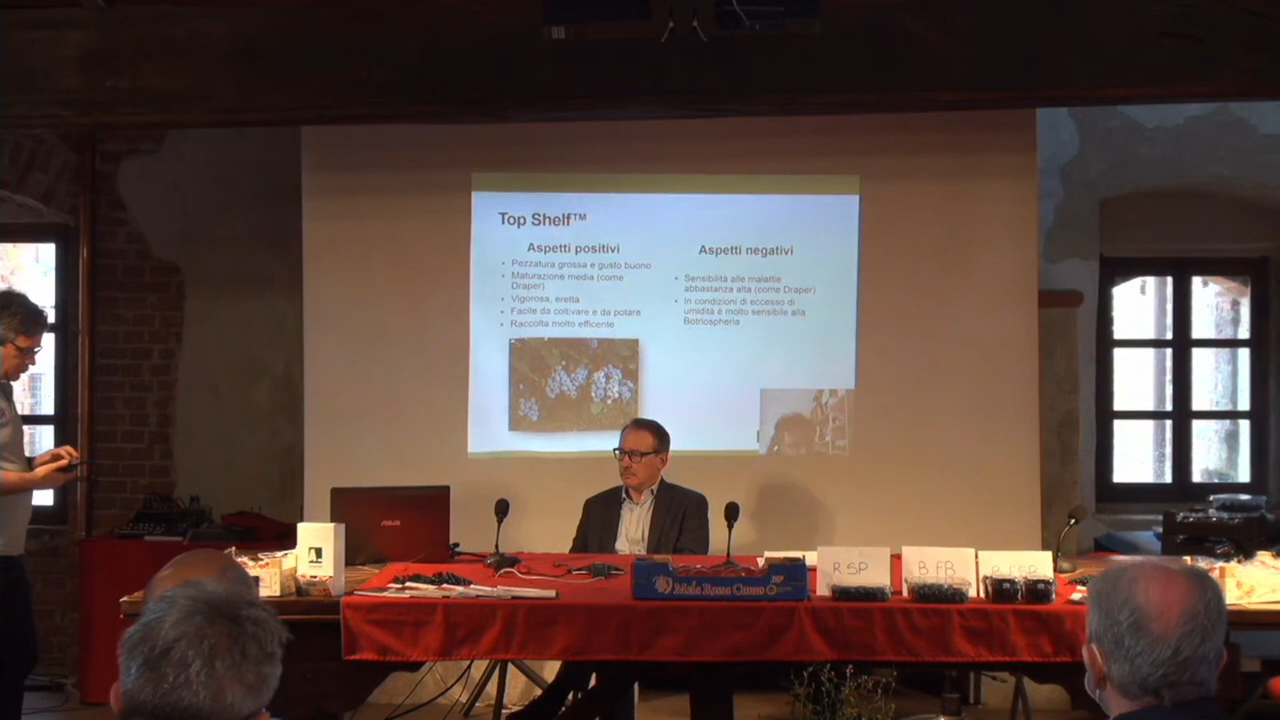 Top Shelf™
Aspetti positivi
• Pezzatura grossa e gusto buono
• Maturazione media (come
Draper)
• Vigorosa, eretta
• Facile da coltivare e da potare
• Raccolta molto efficente
Aspetti negativi
• Sensibilità alle malattie
abbastanza alta (come Draper)
• In condizioni di eccesso di
umidità è molto sensibile alla
Botriospheria
ASUS
Mela Rossa Cuneo
RSP
BFB